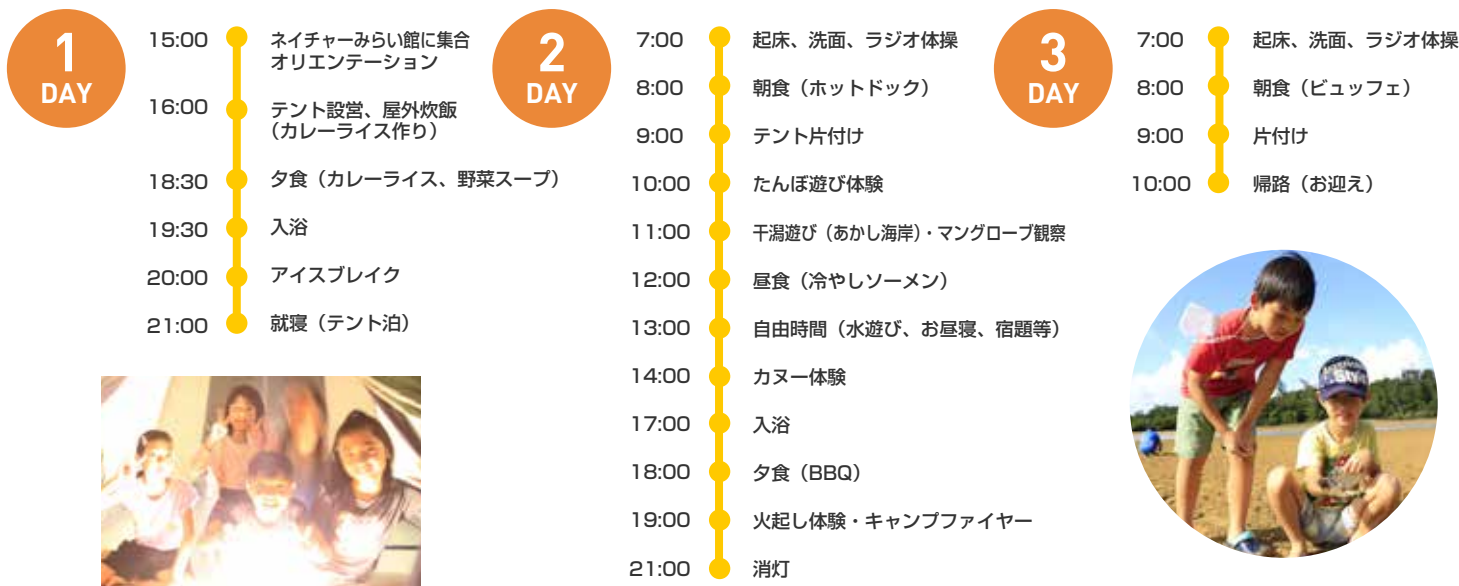 1
DAY
15:00 ネイチャーみらい館に集合
オリエンテーション
16:00 テント設営、屋外炊飯
（カレーライス作り）
18:30 夕食（カレーライス、野菜スープ）
19:30 入浴
20:00 アイスブレイク
21:00 就寝（テント泊）
2
DAY
7:00 起床、洗面、ラジオ体操
8:00 朝食（ホットドック）
9:00 テント片付け
10:00 たんぼ遊び体験
11:00 干潟遊び（あかし海岸）・マングローブ観察
12:00 昼食（冷やしソーメン）
13:00 自由時間（水遊び、お昼寝、宿題等）
14:00 カヌー体験
17:00 入浴
18:00 夕食（BBQ）
19:00 火起し体験・キャンプファイヤー
21:00 消灯
3
DAY
7:00 起床、洗面、ラジオ体操
8:00 朝食（ビュッフェ）
9:00 片付け
10:00 帰路（お迎え）